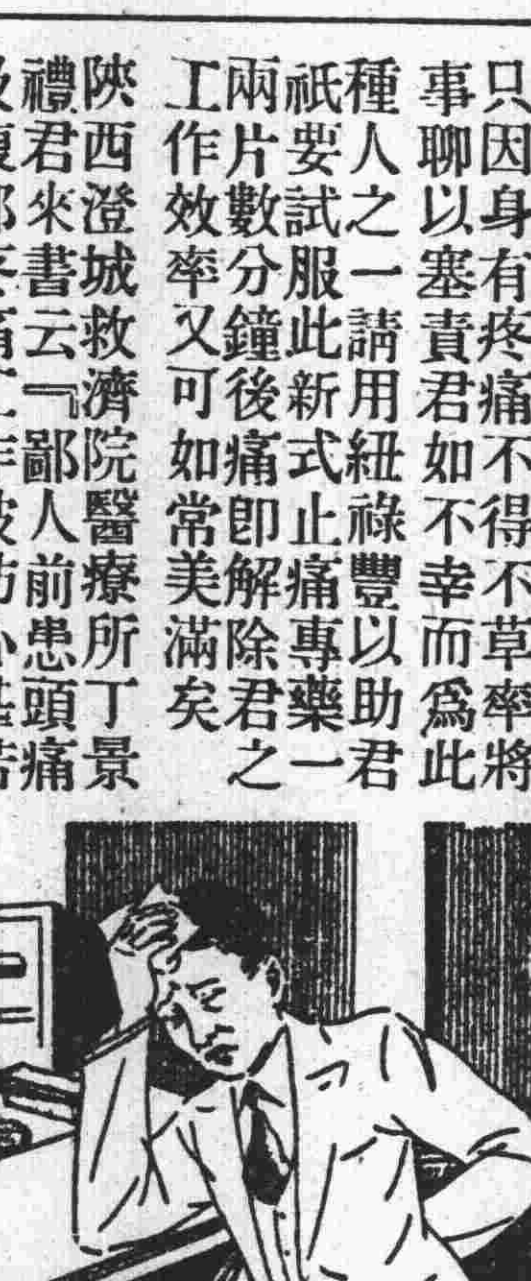 只因身有疼痛不得不草率將
事聊以塞責君如不幸而爲此
種人之一請用紐祿豐以助君
祇要試服此新式止痛專藥一
兩片數分鐘後痛即解除君之
工作效率又可如常美滿矣
陝西澄城救濟院醫療所丁景
禮君來書云『鄙人前患頭痛